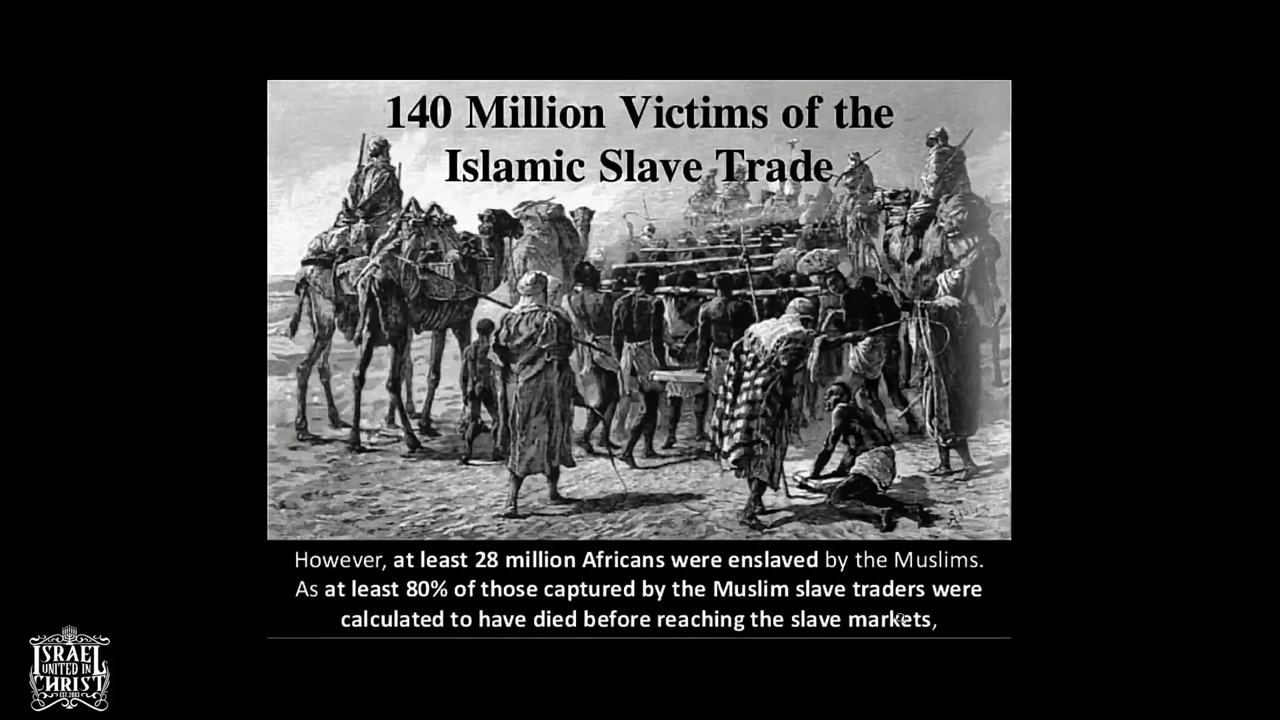 140 Million Victims of the
Islamic Slave Trade
However, at least 28 million Africans were enslaved by the Muslims.
As at least 80% of those captured by the Muslim slave traders were
calculated to have died before reaching the slave markets,
ISRAEL
UNITED IN
CHRIST
EST. 2003